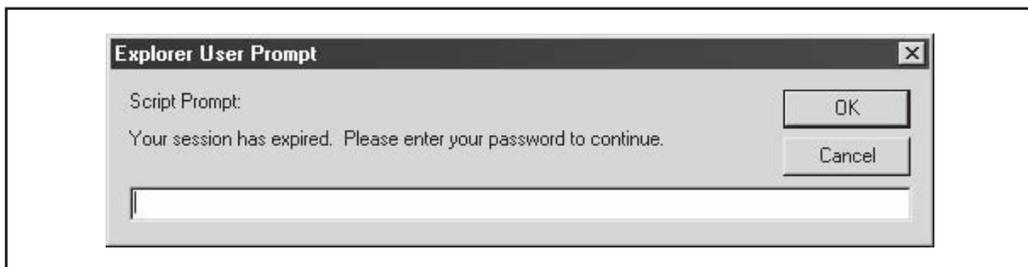 Explorer User Prompt
Script Prompt:
OK
Your session has expired. Please enter your password to continue.
Cancel